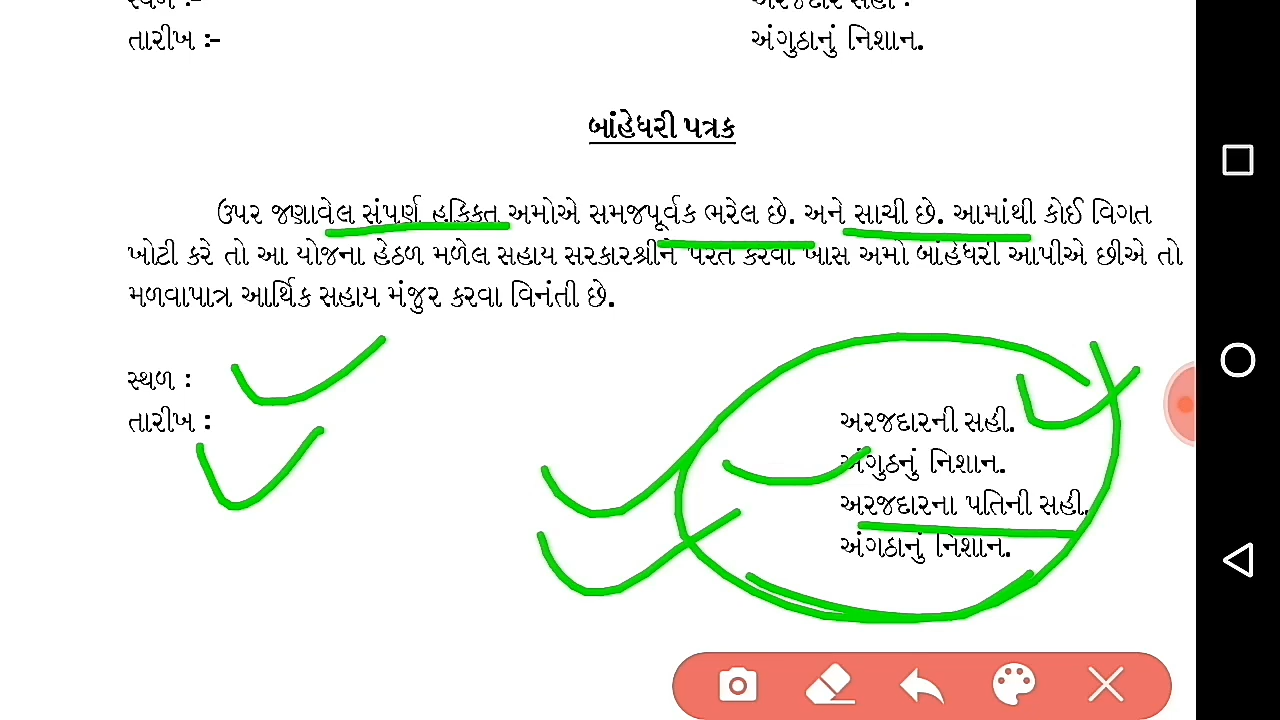 તારીખ :-
અંગુઠાનું નિશાન.
બાંહેધરી પત્રક
ઉપર જણાવેલ સંપર્ણ હકિકત અમોએ સમજપૂર્વક ભરેલ છે. અને સાચી છે. આમાંથી કોઈ વિગત
ખોટી કરે તો આ યોજના હેઠળ મળેલ સહાય સરકારશ્રીને પરત કરવા ખાસ અમો બાંહેધરી આપીએ છીએ તો
મળવાપાત્ર આર્થિક સહાય મંજુર કરવા વિનંતી છે.
સ્થળ :
તારીખ :
અરજદારની સહી.
અંગુઠનું નિશાન.
અરજદારના પતિની સહી.
અંગઠાનું નિશાન.